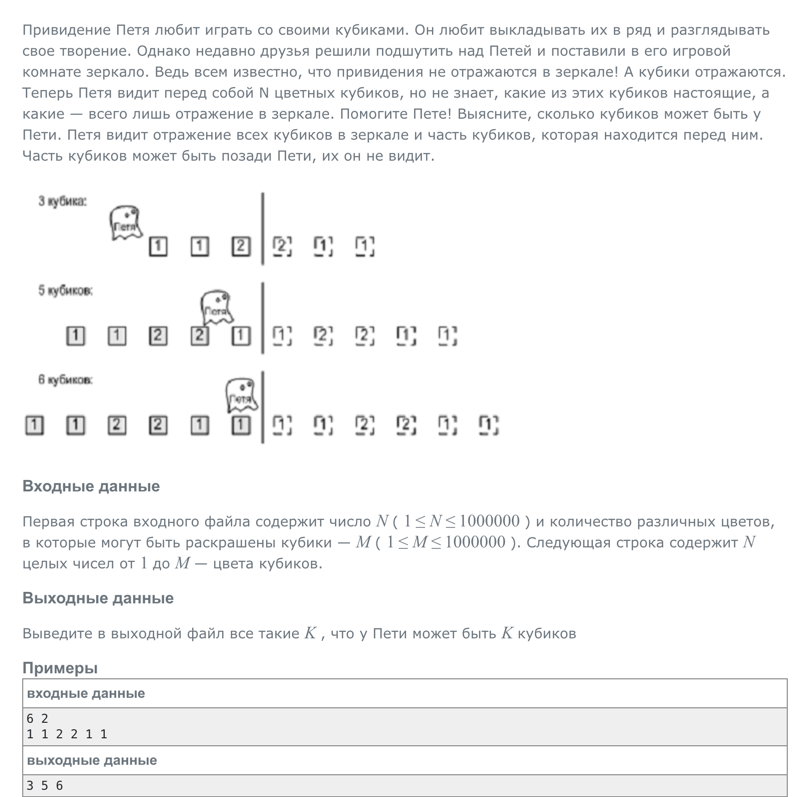 Привидение Петя любит играть со своими кубиками. Он любит выкладывать их в ряд и разглядывать
свое творение. Однако недавно друзья решили подшутить над Петей и поставили в его игровой
комнате зеркало. Ведь всем известно, что привидения не отражаются в зеркале! А кубики отражаются.
Теперь Петя видит перед собой N цветных кубиков, но не знает, какие из этих кубиков настоящие, а
какие — всего лишь отражение в зеркале. Помогите Пете! Выясните, сколько кубиков может быть у
Пети. Петя видит отражение всех кубиков в зеркале и часть кубиков, которая находится перед ним.
Часть кубиков может быть позади Пети, их он не видит.
3 кубика:
Петя
1 1 2 2 1 1
5 кубиков:
Петя
1 1 2 2 1 1 2 2 1 1
6 кубиков:
Петя
1 1 2 2 1 1 1 1 2 2 1 1
Входные данные
Первая строка входного файла содержит число N ( 1 ≤ N ≤ 1000000 ) и количество различных цветов,
в которые могут быть раскрашены кубики — M ( 1 ≤ M ≤ 1000000 ). Следующая строка содержит N
целых чисел от 1 до M — цвета кубиков.
Выходные данные
Выведите в выходной файл все такие K , что у Пети может быть K кубиков
Примеры
входные данные
6 2
1 1 2 2 1 1
выходные данные
3 5 6